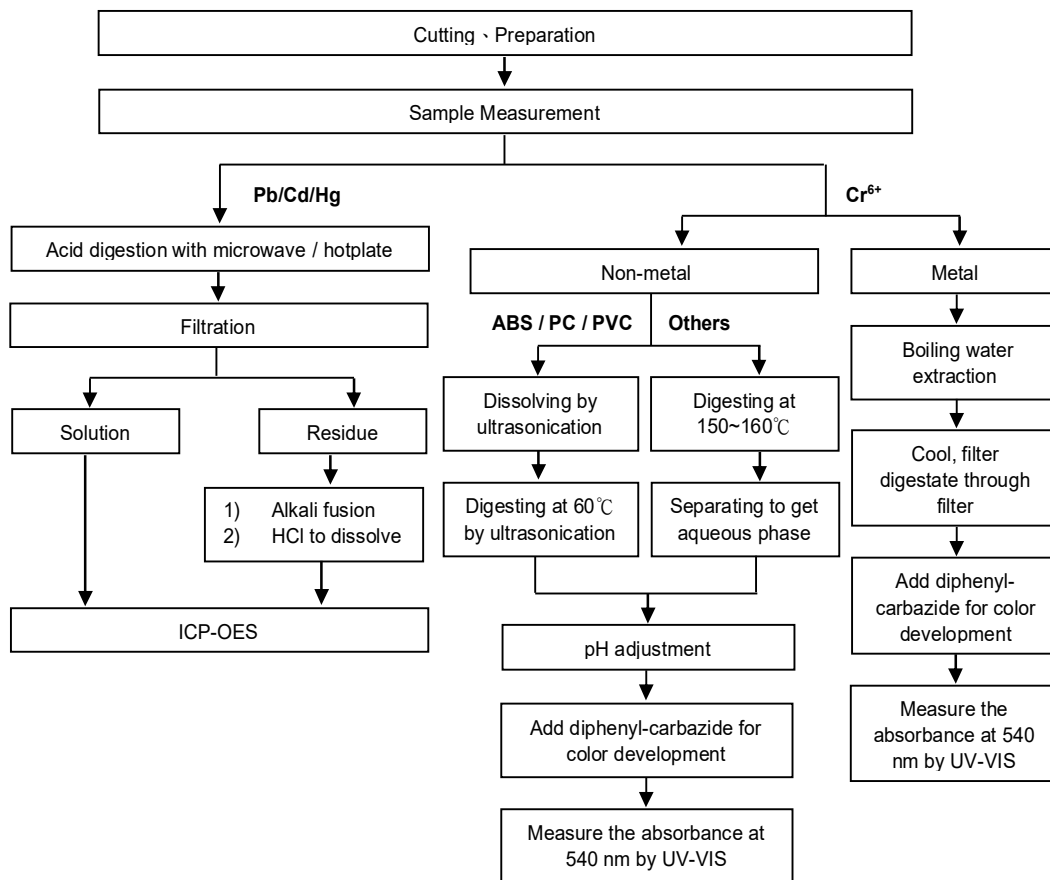 Cutting、Preparation
Sample Measurement
Pb/Cd/Hg
Acid digestion with microwave / hotplate
Filtration
Solution
Residue
1) Alkali fusion
2) HCl to dissolve
ICP-OES
Cr⁶⁺
Non-metal
ABS / PC / PVC
Others
Dissolving by
ultrasonication
Digesting at
150~160℃
Digesting at 60℃
by ultrasonication
Separating to get
aqueous phase
pH adjustment
Add diphenyl-carbazide for
color development
Measure the absorbance at
540 nm by UV-VIS
Metal
Boiling water
extraction
Cool, filter
digestate through
filter
Add diphenyl-
carbazide for color
development
Measure the
absorbance at 540
nm by UV-VIS